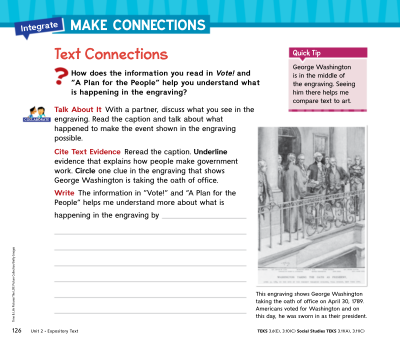 Integrate MAKE CONNECTIONS
Text Connections
? How does the information you read in Vote! and
"A Plan for the People" help you understand what
is happening in the engraving?
Talk About It With a partner, discuss what you see in the
engraving. Read the caption and talk about what
happened to make the event shown in the engraving
possible.
COLLABORATE
Cite Text Evidence Reread the caption. Underline
evidence that explains how people make government
work. Circle one clue in the engraving that shows
George Washington is taking the oath of office.
Write The information in "Vote!" and "A Plan for the
People" helps me understand more about what is
happening in the engraving by
Quick Tip
George Washington
is in the middle of
the engraving. Seeing
him there helps me
compare text to art.
This engraving shows George Washington
taking the oath of office on April 30, 1789.
Americans voted for Washington and on
this day, he was sworn in as their president.
126 Unit 2 • Expository Text
TEKS 3.6(E), 3.10(C) Social Studies TEKS 3.9(A), 3.11(C)